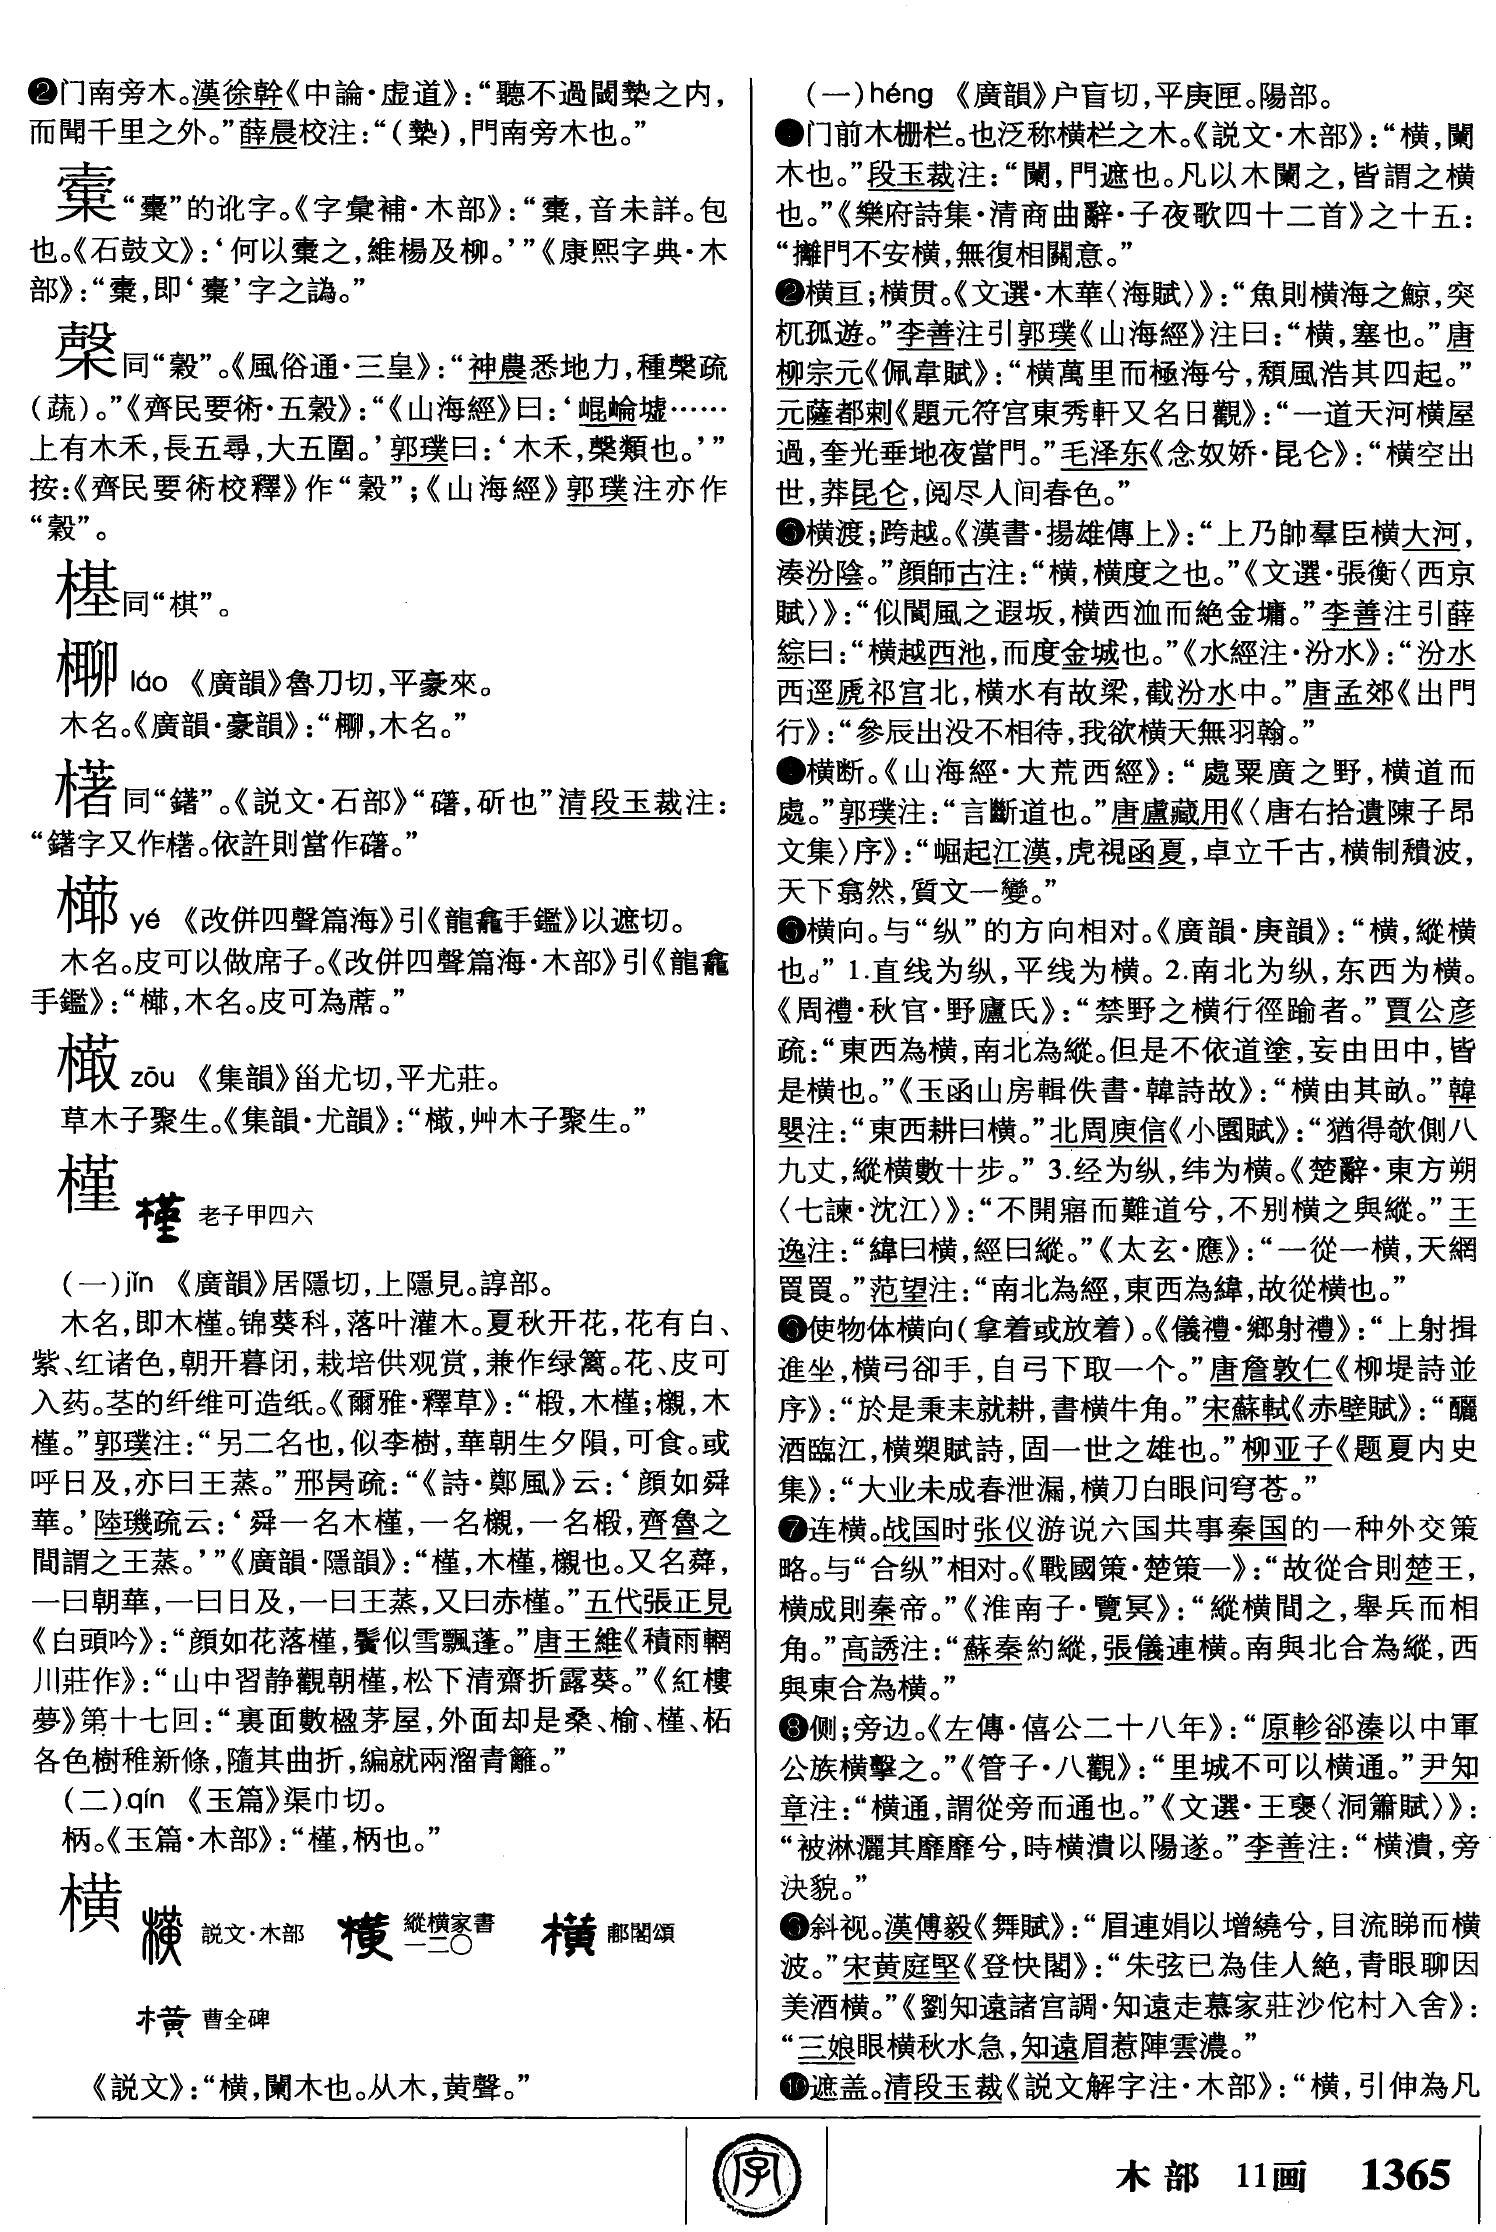 ❷门南旁木。漢徐幹《中論·虚道》：“聽不過閾槷之内，
而聞千里之外。”薛晨校注：“（槷），門南旁木也。”
“橐”的讹字。《字彙補·木部》：“，音未詳。包
也。《石鼓文》：‘何以之，維楊及柳。’”《康熙字典·木
部》：“，即‘橐’字之譌。”
同“穀”。《風俗通·三皇》：“神農悉地力，種疏
（蔬）。”《齊民要術·五穀》：“《山海經》曰：‘崐崘墟……
上有木禾，長五尋，大五圍。’郭璞曰：‘木禾，類也。’”
按：《齊民要術校釋》作“穀”；《山海經》郭璞注亦作
“穀”。
同“棋”。
láo 《廣韻》魯刀切，平豪來。
木名。《廣韻·豪韻》：“，木名。”
櫡同“鐯”。《説文·石部》“䃴，斫也”清段玉裁注：
“鐯字又作櫡。依許則當作䃴。”
㭨 yé 《改併四聲篇海》引《龍龕手鑑》以遮切。
木名。皮可以做席子。《改併四聲篇海·木部》引《龍龕
手鑑》：“，木名。皮可為蓆。”
棷 zōu 《集韻》甾尤切，平尤莊。
草木子聚生。《集韻·尤韻》：“，艸木子聚生。”
槿 槿 老子甲四六
（一）jǐn 《廣韻》居隱切，上隱見。諄部。
木名，即木槿。锦葵科，落叶灌木。夏秋开花，花有白、
紫、红诸色，朝开暮闭，栽培供观赏，兼作绿篱。花、皮可
入药。茎的纤维可造纸。《爾雅·釋草》：“椴，木槿；櫬，木
槿。”郭璞注：“另二名也，似李樹，華朝生夕隕，可食。或
呼日及，亦曰王蒸。”邢昺疏：“《詩·鄭風》云：‘顔如舜
華。’陸璣疏云：‘舜一名木槿，一名櫬，一名椴，齊魯之
間謂之王蒸。’”《廣韻·隱韻》：“槿，木槿，櫬也。又名蕣，
一曰朝華，一曰日及，一曰王蒸，又曰赤槿。”五代張正見
《白頭吟》：“顔如花落槿，鬢似雪飄蓬。”唐王維《積雨輞
川莊作》：“山中習静觀朝槿，松下清齋折露葵。”《紅樓
夢》第十七回：“裏面數楹茅屋，外面却是桑、榆、槿、柘
各色樹稚新條，隨其曲折，編就兩溜青籬。”
（二）qín 《玉篇》渠巾切。
柄。《玉篇·木部》：“槿，柄也。”
横 横 説文·木部 横 縱横家書一二〇 横 郙閣頌
横 曹全碑
《説文》：“横，闌木也。从木，黄聲。”
（一）héng 《廣韻》户盲切，平庚匣。陽部。
❶门前木栅栏。也泛称横栏之木。《説文·木部》：“横，闌
木也。”段玉裁注：“闌，門遮也。凡以木闌之，皆謂之横
也。”《樂府詩集·清商曲辭·子夜歌四十二首》之十五：
“攡門不安横，無復相關意。”
❷横亘；横贯。《文選·木華〈海賦〉》：“魚則横海之鯨，突
杌孤遊。”李善注引郭璞《山海經》注曰：“横，塞也。”唐
柳宗元《佩韋賦》：“横萬里而極海兮，頽風浩其四起。”
元薩都剌《題元符宫東秀軒又名日觀》：“一道天河横屋
過，奎光垂地夜當門。”毛泽东《念奴娇·昆仑》：“横空出
世，莽昆仑，阅尽人间春色。”
❸横渡；跨越。《漢書·揚雄傳上》：“上乃帥羣臣横大河，
湊汾陰。”顔師古注：“横，横度之也。”《文選·張衡〈西京
賦〉》：“似閬風之遐坂，横西洫而絶金墉。”李善注引薛
綜曰：“横越西池，而度金城也。”《水經注·汾水》：“汾水
西逕虒祁宫北，横水有故梁，截汾水中。”唐孟郊《出門
行》：“參辰出没不相待，我欲横天無羽翰。”
❹横断。《山海經·大荒西經》：“處粟廣之野，横道而
處。”郭璞注：“言斷道也。”唐盧藏用《〈唐右拾遺陳子昂
文集〉序》：“崛起江漢，虎視函夏，卓立千古，横制穨波，
天下翕然，質文一變。”
❺横向。与“纵”的方向相对。《廣韻·庚韻》：“横，縱横
也。”1.直线为纵，平线为横。2.南北为纵，东西为横。
《周禮·秋官·野廬氏》：“禁野之横行徑踰者。”賈公彦
疏：“東西為横，南北為縱。但是不依道塗，妄由田中，皆
是横也。”《玉函山房輯佚書·韓詩故》：“横由其畝。”韓
嬰注：“東西耕曰横。”北周庾信《小園賦》：“猶得欹側八
九丈，縱横數十步。”3.经为纵，纬为横。《楚辭·東方朔
〈七諫·沈江〉》：“不開寤而難道兮，不别横之與縱。”王
逸注：“緯曰横，經曰縱。”《太玄·應》：“一從一横，天網
罠罠。”范望注：“南北為經，東西為緯，故從横也。”
❻使物体横向（拿着或放着）。《儀禮·鄉射禮》：“上射揖
進坐，横弓卻手，自弓下取一个。”唐詹敦仁《柳堤詩並
序》：“於是秉耒就耕，書横牛角。”宋蘇軾《赤壁賦》：“釃
酒臨江，横槊賦詩，固一世之雄也。”柳亚子《题夏内史
集》：“大业未成春泄漏，横刀白眼问穹苍。”
❼连横。战国时张仪游说六国共事秦国的一种外交策
略。与“合纵”相对。《戰國策·楚策一》：“故從合則楚王，
横成則秦帝。”《淮南子·覽冥》：“縱横間之，舉兵而相
角。”高誘注：“蘇秦約縱，張儀連横。南與北合為縱，西
與東合為横。”
❽侧；旁边。《左傳·僖公二十八年》：“原軫郤溱以中軍
公族横擊之。”《管子·八觀》：“里域不可以横通。”尹知
章注：“横通，謂從旁而通也。”《文選·王褒〈洞簫賦〉》：
“被淋灑其靡靡兮，時横潰以陽遂。”李善注：“横潰，旁
決貌。”
❾斜视。漢傅毅《舞賦》：“眉連娟以增繞兮，目流睇而横
波。”宋黄庭堅《登快閣》：“朱弦已為佳人絶，青眼聊因
美酒横。”《劉知遠諸宫調·知遠走慕家莊沙佗村入舍》：
“三娘眼横秋水急，知遠眉惹陣雲濃。”
❿遮盖。清段玉裁《説文解字注·木部》：“横，引伸為凡
字
木部 11画 1365